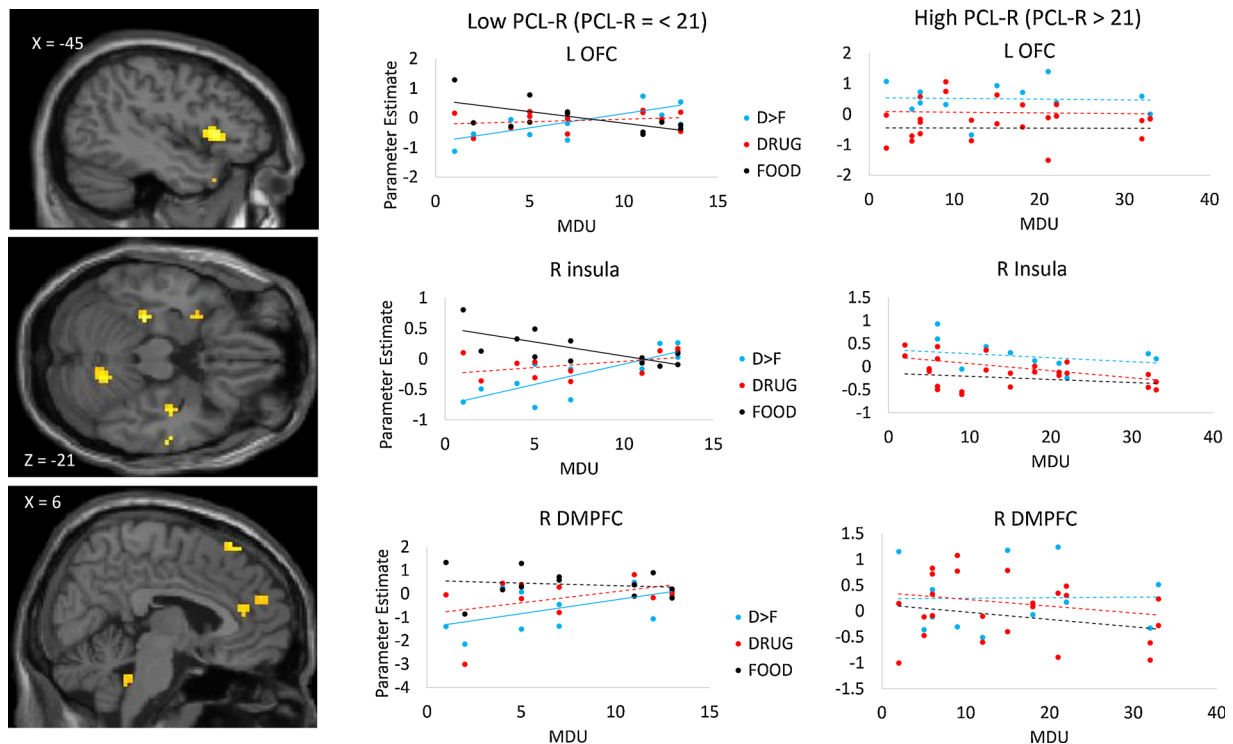 X = -45
Z = -21
X = 6
Low PCL-R (PCL-R = < 21)
L OFC
Parameter Estimate
2
1
0
-1
-2
0 5 10 15
MDU
D>F
DRUG
FOOD
High PCL-R (PCL-R > 21)
L OFC
2
1
0
-1
-2
0 10 20 30 40
MDU
R insula
Parameter Estimate
1
0.5
0
-0.5
-1
0 5 10 15
MDU
D>F
DRUG
FOOD
R Insula
1.5
1
0.5
0
-0.5
-1
0 10 20 30 40
MDU
R DMPFC
Parameter Estimate
2
1
0
-1
-2
-3
-4
0 5 10 15
MDU
D>F
DRUG
FOOD
R DMPFC
1.5
1
0.5
0
-0.5
-1
-1.5
0 10 20 30 40
MDU